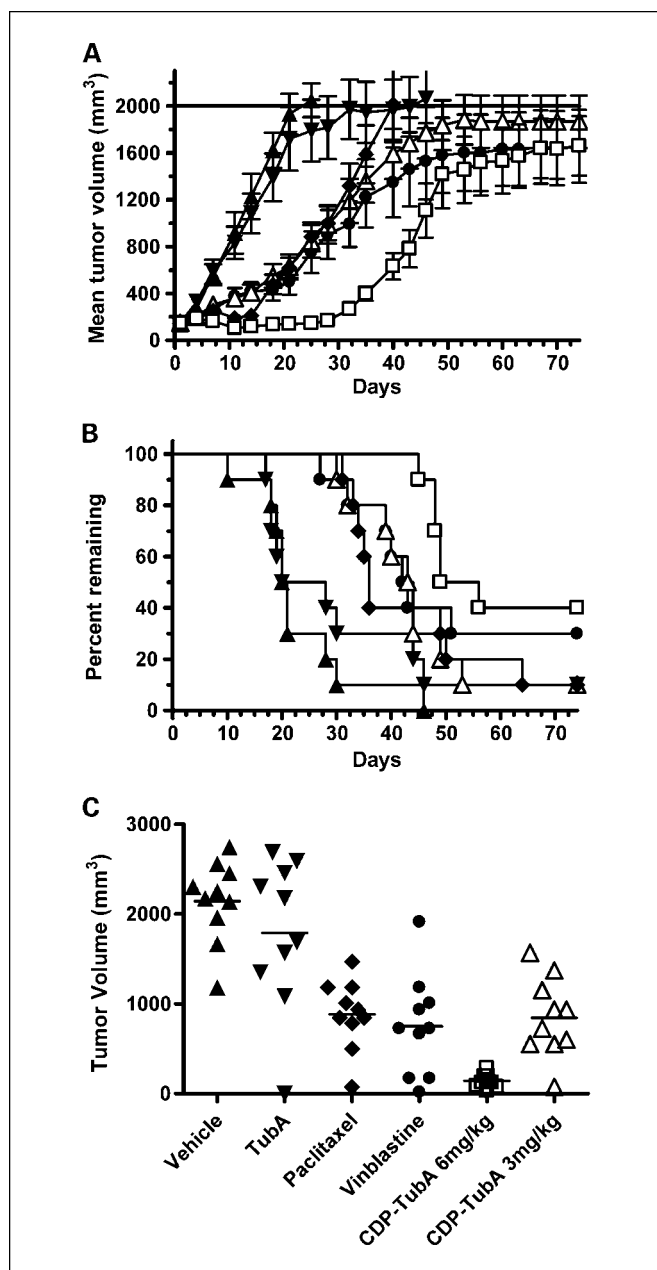 A
Mean tumor volume (mm³)
2000
1600
1200
800
400
0
0 10 20 30 40 50 60 70
Days
B
Percent remaining
100
80
60
40
20
0
0 10 20 30 40 50 60 70
Days
C
Tumor Volume (mm³)
3000
2000
1000
0
Vehicle
TubA
Paclitaxel
Vinblastine
CDP-TubA 6mg/kg
CDP-TubA 3mg/kg